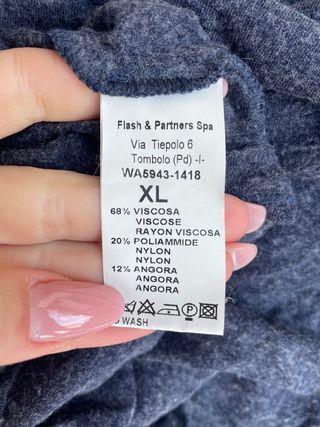 Flash & Partners Spa
Via Tiepolo 6
Tombolo (Pd) -I-
WA5943-1418
XL
68% VISCOSA
VISCOSE
RAYON VISCOSA
20% POLIAMMIDE
NYLON
NYLON
12% ANGORA
ANGORA
ANGORA
P
WASH